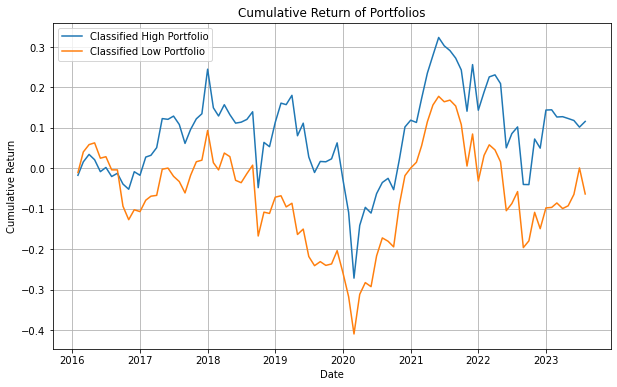 Cumulative Return of Portfolios
Classified High Portfolio
Classified Low Portfolio
Cumulative Return
0.3
0.2
0.1
0.0
−0.1
−0.2
−0.3
−0.4
2016 2017 2018 2019 2020 2021 2022 2023
Date